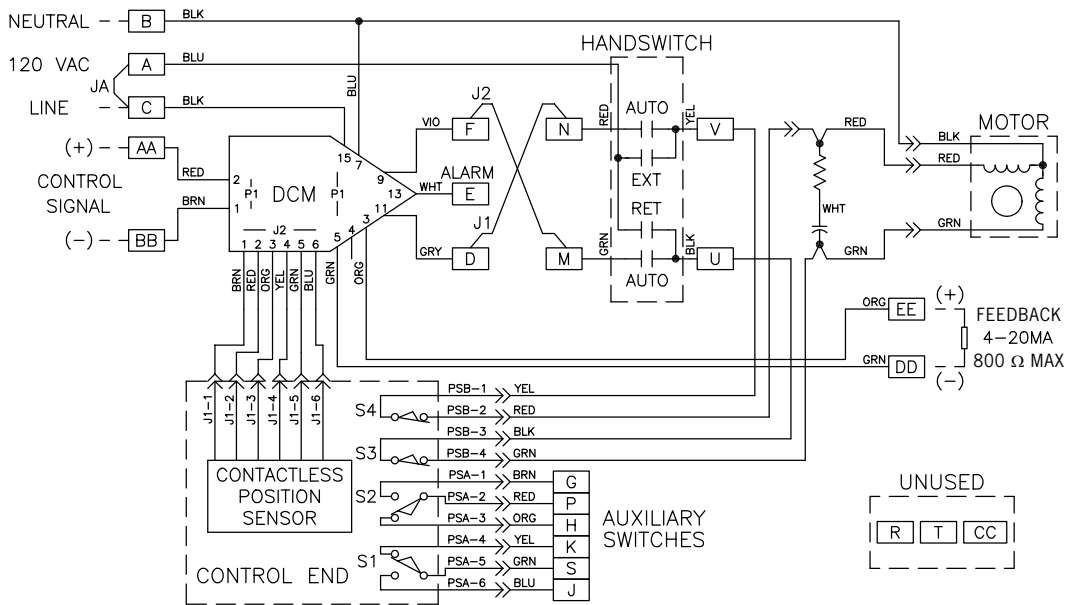 NEUTRAL
B
BLK
120 VAC
A
BLU
JA
LINE
C
BLK
BLU
HANDSWITCH
(+)
AA
RED
CONTROL
SIGNAL
BRN
(-)
BB
2
1
P1
DCM
P1
15
7
9
13
11
3
4
5
J2
1 2 3 4 5 6
VIO
F
J2
WHT
ALARM
E
GRY
D
J1
N
RED
AUTO
EXT
YEL
V
M
GRN
RET
AUTO
BLK
U
RED
WHT
GRN
MOTOR
BLK
RED
GRN
BRN
RED
ORG
YEL
GRN
BLU
GRN
ORG
ORG
EE
(+)
FEEDBACK
4-20MA
800 Ω MAX
GRN
DD
(-)
J1-1
J1-2
J1-3
J1-4
J1-5
J1-6
CONTACTLESS
POSITION
SENSOR
CONTROL END
S4
S3
S2
S1
PSB-1 YEL
PSB-2 RED
PSB-3 BLK
PSB-4 GRN
PSA-1 BRN G
PSA-2 RED P
PSA-3 ORG H
PSA-4 YEL K
PSA-5 GRN S
PSA-6 BLU J
AUXILIARY
SWITCHES
UNUSED
R T CC